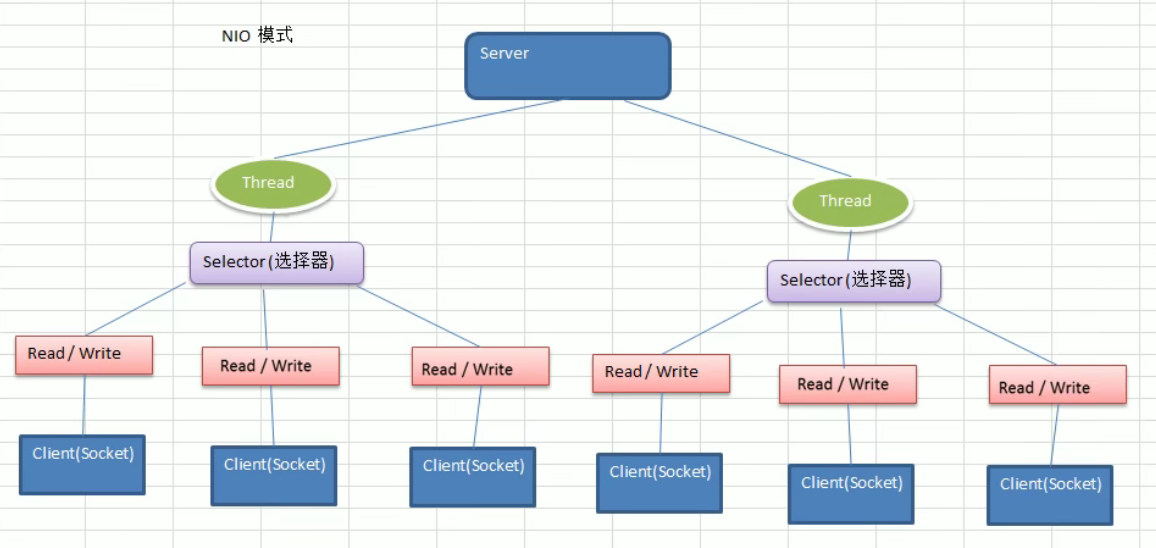 NIO 模式
Server
Thread
Thread
Selector(选择器)
Selector(选择器)
Read / Write
Read / Write
Read / Write
Read / Write
Read / Write
Read / Write
Client(Socket)
Client(Socket)
Client(Socket)
Client(Socket)
Client(Socket)
Client(Socket)